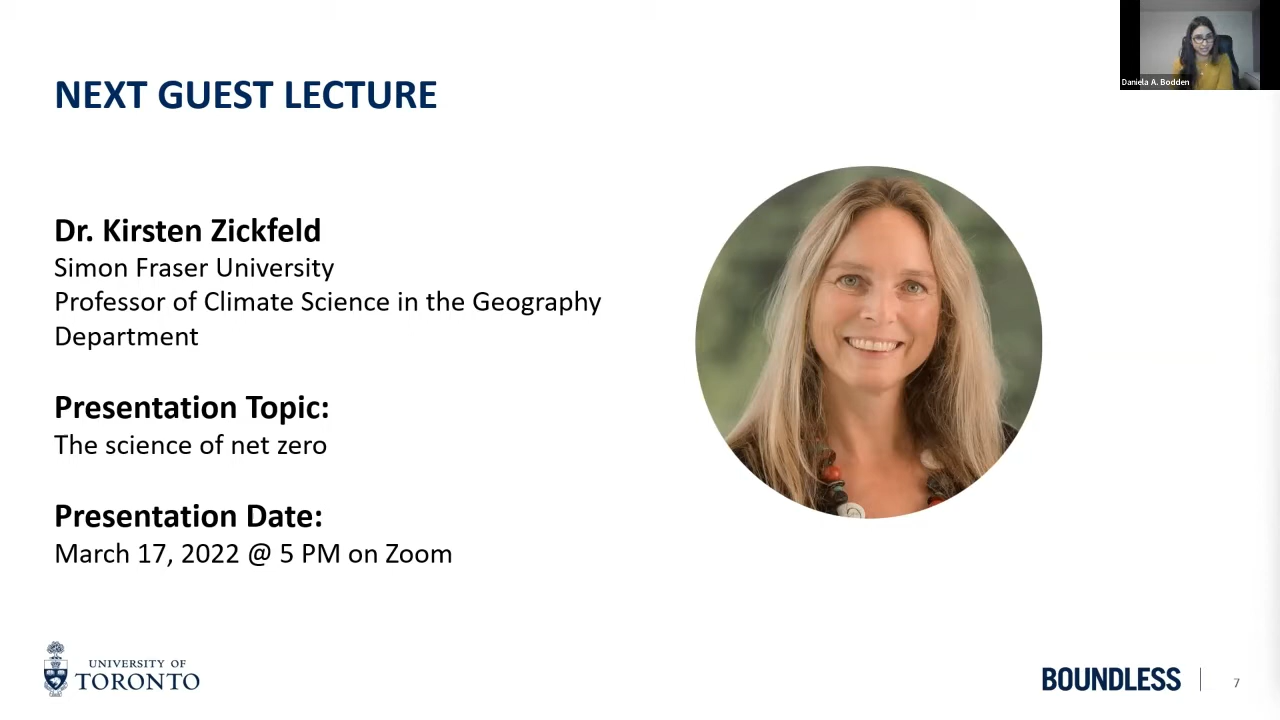 Daniela A. Bodden
NEXT GUEST LECTURE
Dr. Kirsten Zickfeld
Simon Fraser University
Professor of Climate Science in the Geography
Department
Presentation Topic:
The science of net zero
Presentation Date:
March 17, 2022 @ 5 PM on Zoom
UNIVERSITY OF
TORONTO
BOUNDLESS
7